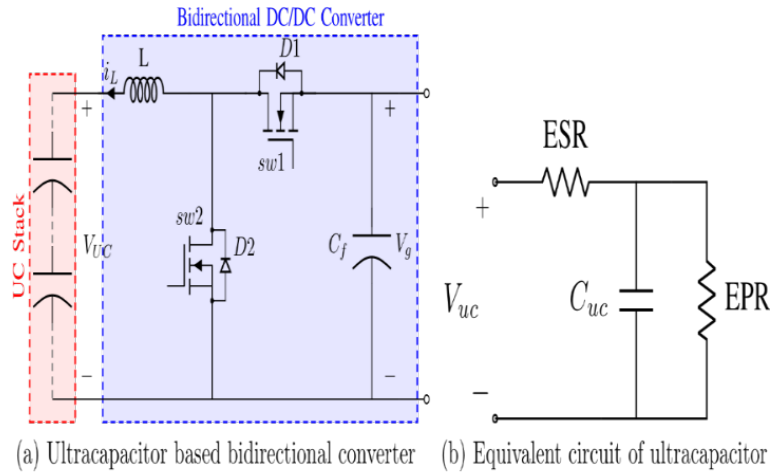 Bidirectional DC/DC Converter
L
D1
i_L
+
+
sw1
ESR
UC Stack
V_UC
sw2
D2
C_f
V_g
+
V_uc
C_uc
EPR
−
−
−
(a) Ultracapacitor based bidirectional converter
(b) Equivalent circuit of ultracapacitor